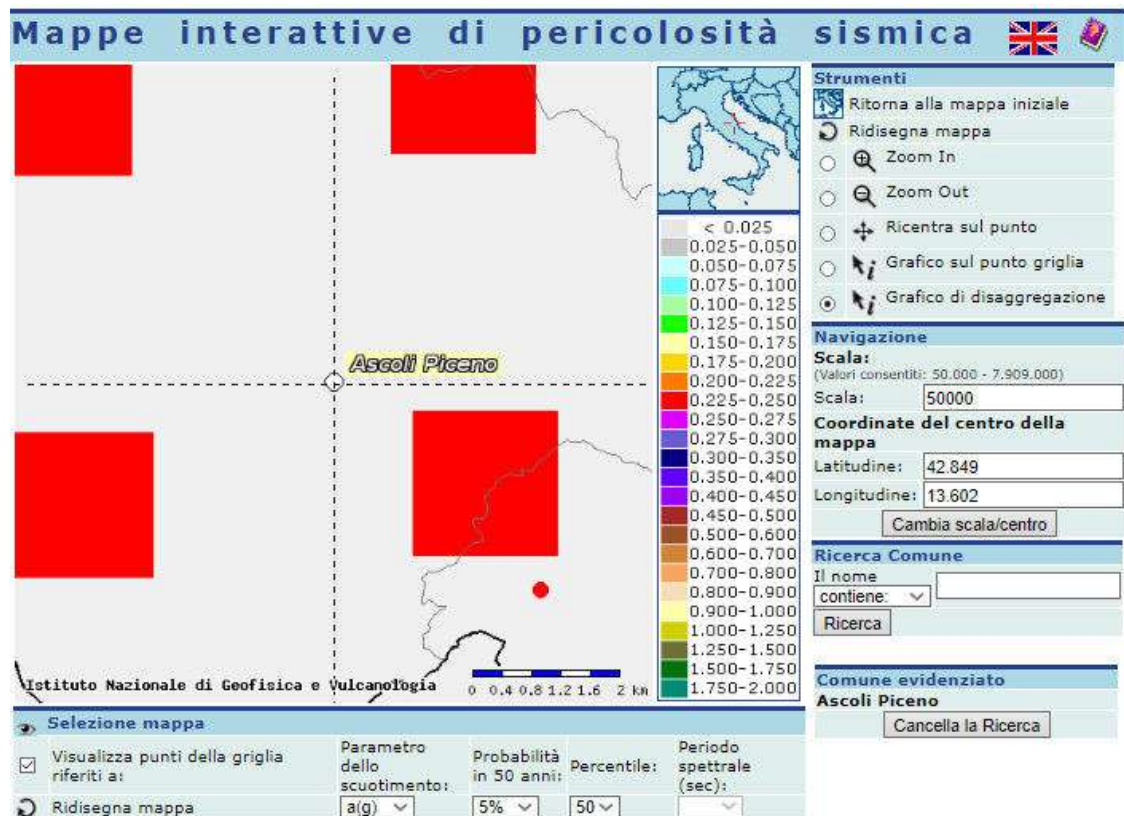 Mappe interattive di pericolosità sismica
Ascoli Piceno
Istituto Nazionale di Geofisica e Vulcanologia
0 0.4 0.8 1.2 1.6 2 km
< 0.025
0.025-0.050
0.050-0.075
0.075-0.100
0.100-0.125
0.125-0.150
0.150-0.175
0.175-0.200
0.200-0.225
0.225-0.250
0.250-0.275
0.275-0.300
0.300-0.350
0.350-0.400
0.400-0.450
0.450-0.500
0.500-0.600
0.600-0.700
0.700-0.800
0.800-0.900
0.900-1.000
1.000-1.250
1.250-1.500
1.500-1.750
1.750-2.000
Strumenti
Ritorna alla mappa iniziale
Ridisegna mappa
Zoom In
Zoom Out
Ricentra sul punto
Grafico sul punto griglia
Grafico di disaggregazione
Navigazione
Scala:
(Valori consentiti: 50.000 - 7.909.000)
Scala: 50000
Coordinate del centro della
mappa
Latitudine: 42.849
Longitudine: 13.602
Cambia scala/centro
Ricerca Comune
Il nome
contiene:
Ricerca
Comune evidenziato
Ascoli Piceno
Cancella la Ricerca
Selezione mappa
Visualizza punti della griglia
riferiti a:
Parametro
dello
scuotimento:
Probabilità
in 50 anni:
Percentile:
Periodo
spettrale
(sec):
Ridisegna mappa
a(g)
5%
50